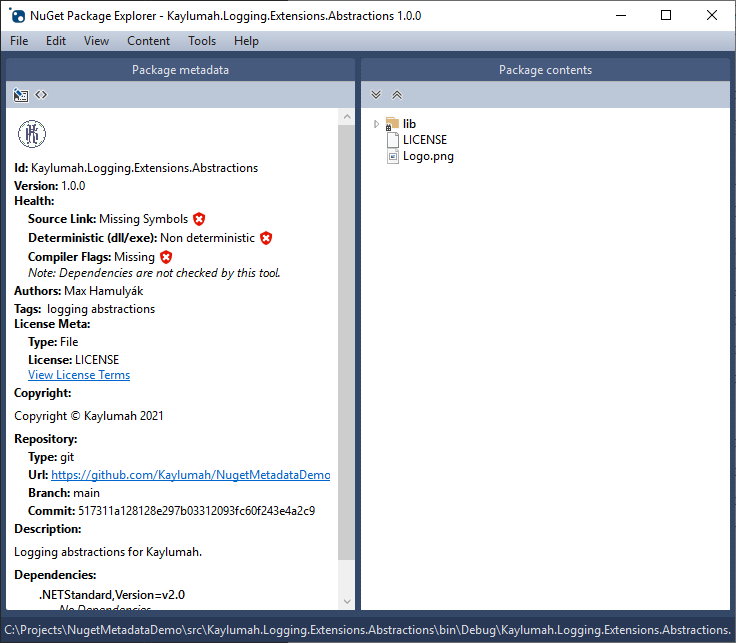 NuGet Package Explorer - Kaylumah.Logging.Extensions.Abstractions 1.0.0
File Edit View Content Tools Help
Package metadata
Id: Kaylumah.Logging.Extensions.Abstractions
Version: 1.0.0
Health:
Source Link: Missing Symbols
Deterministic (dll/exe): Non deterministic
Compiler Flags: Missing
Note: Dependencies are not checked by this tool.
Authors: Max Hamulyák
Tags: logging abstractions
License Meta:
Type: File
License: LICENSE
View License Terms
Copyright:
Copyright © Kaylumah 2021
Repository:
Type: git
Url: https://github.com/Kaylumah/NugetMetadataDemo
Branch: main
Commit: 517311a128128e297b03312093fc60f243e4a2c9
Description:
Logging abstractions for Kaylumah.
Dependencies:
.NETStandard,Version=v2.0
No Dependencies
Package contents
lib
LICENSE
Logo.png
C:\Projects\NugetMetadataDemo\src\Kaylumah.Logging.Extensions.Abstractions\bin\Debug\Kaylumah.Logging.Extensions.Abstractions.